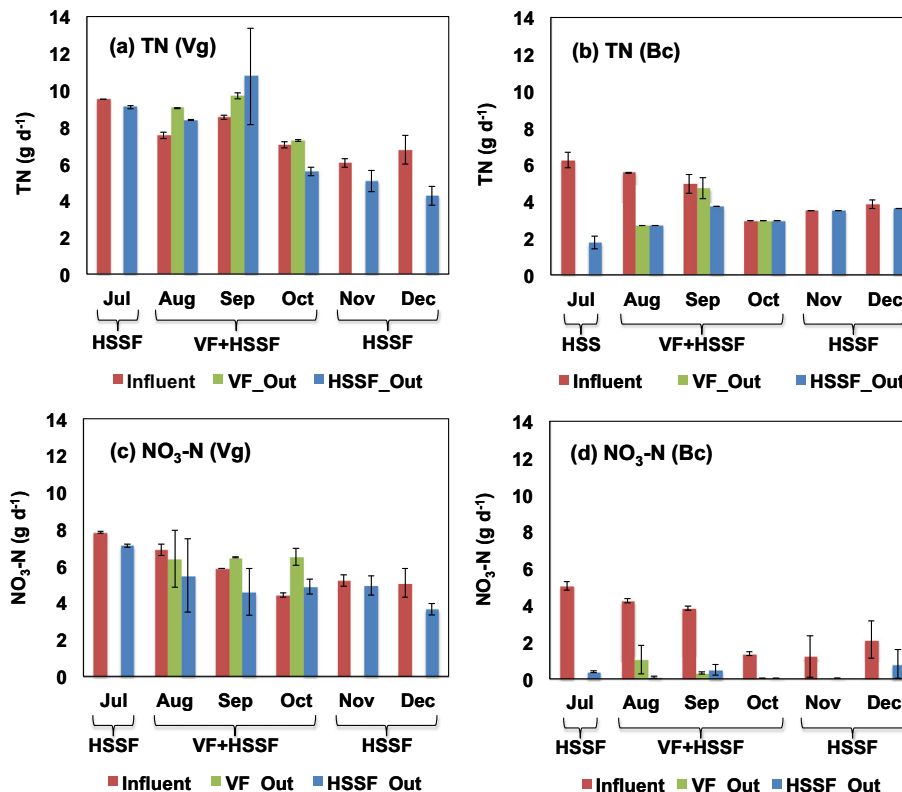 14
12
10
8
6
4
2
0
TN (g d-1)
(a) TN (Vg)
Jul Aug Sep Oct Nov Dec
HSSF VF+HSSF HSSF
Influent VF_Out HSSF_Out
14
12
10
8
6
4
2
0
TN (g d-1)
(b) TN (Bc)
Jul Aug Sep Oct Nov Dec
HSS VF+HSSF HSSF
Influent VF_Out HSSF_Out
14
12
10
8
6
4
2
0
NO3-N (g d-1)
(c) NO3-N (Vg)
Jul Aug Sep Oct Nov Dec
HSSF VF+HSSF HSSF
Influent VF Out HSSF Out
14
12
10
8
6
4
2
0
NO3-N (g d-1)
(d) NO3-N (Bc)
Jul Aug Sep Oct Nov Dec
HSSF VF+HSSF HSSF
Influent VF Out HSSF Out